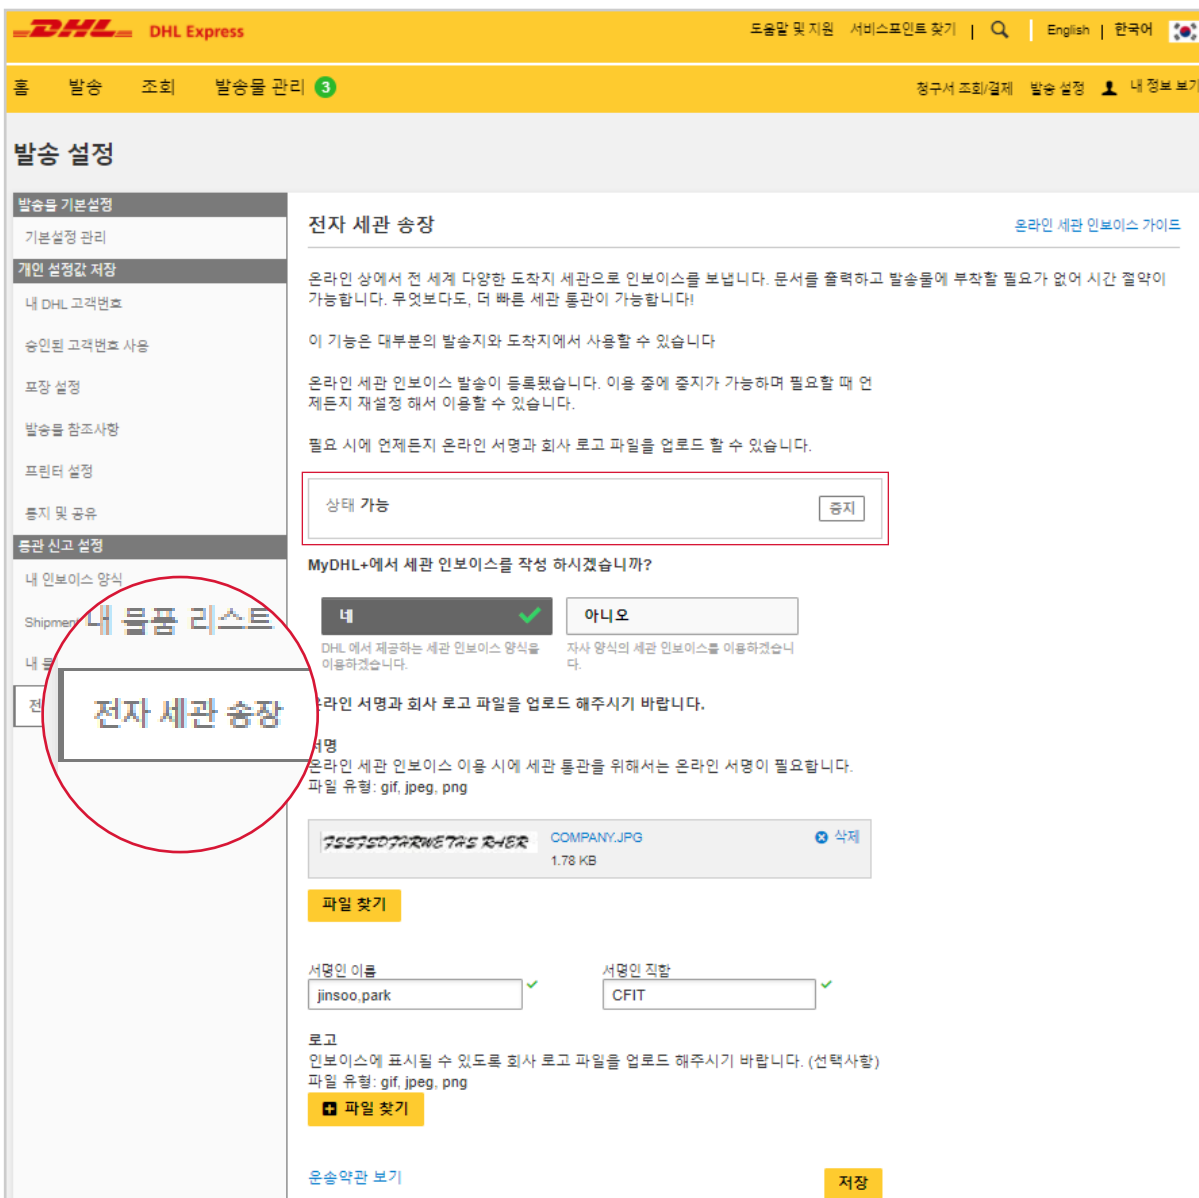 DHL DHL Express
도움말 및 지원 서비스포인트 찾기 | English | 한국어
홈 발송 조회 발송물 관리 3
청구서 조회/결제 발송 설정 내 정보 보기
발송 설정
발송물 기본설정
기본설정 관리
개인 설정값 저장
내 DHL 고객번호
승인된 고객번호 사용
포장 설정
발송물 참조사항
프린터 설정
통지 및 공유
통관 신고 설정
내 인보이스 양식
Shipment
내 물품 리스트
전자 세관 송장
전자 세관 송장
온라인 세관 인보이스 가이드
온라인 상에서 전 세계 다양한 도착지 세관으로 인보이스를 보냅니다. 문서를 출력하고 발송물에 부착할 필요가 없어 시간 절약이
가능합니다. 무엇보다도, 더 빠른 세관 통관이 가능합니다!
이 기능은 대부분의 발송지와 도착지에서 사용할 수 있습니다
온라인 세관 인보이스 발송이 등록됐습니다. 이용 중에 중지가 가능하며 필요할 때 언
제든지 재설정 해서 이용할 수 있습니다.
필요 시에 언제든지 온라인 서명과 회사 로고 파일을 업로드 할 수 있습니다.
상태 가능
중지
MyDHL+에서 세관 인보이스를 작성 하시겠습니까?
네
아니오
DHL 에서 제공하는 세관 인보이스 양식을
이용하겠습니다.
자사 양식의 세관 인보이스를 이용하겠습니
다.
온라인 서명과 회사 로고 파일을 업로드 해주시기 바랍니다.
서명
온라인 세관 인보이스 이용 시에 세관 통관을 위해서는 온라인 서명이 필요합니다.
파일 유형: gif, jpeg, png
COMPANY.JPG
삭제
1.78 KB
파일 찾기
서명인 이름
jinsoo,park
서명인 직함
CFIT
로고
인보이스에 표시될 수 있도록 회사 로고 파일을 업로드 해주시기 바랍니다. (선택사항)
파일 유형: gif, jpeg, png
파일 찾기
운송약관 보기
저장